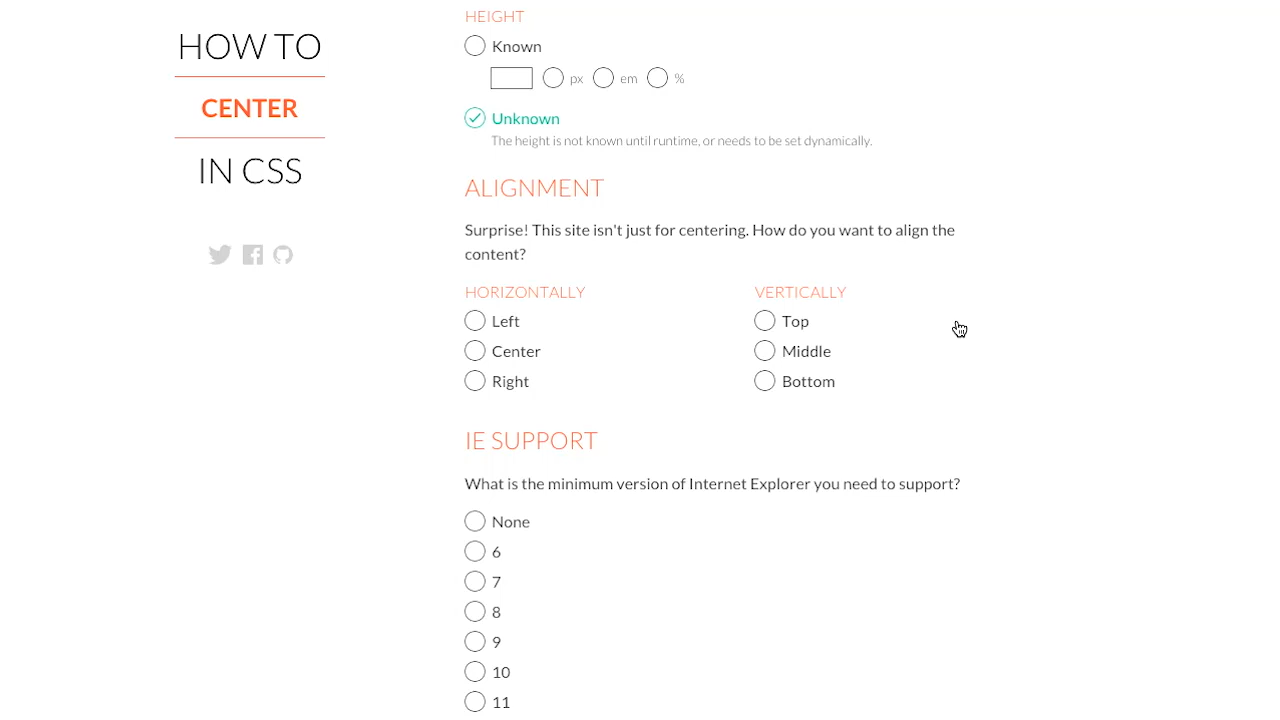 HOW TO
CENTER
IN CSS
HEIGHT
Known
px em %
Unknown
The height is not known until runtime, or needs to be set dynamically.
ALIGNMENT
Surprise! This site isn't just for centering. How do you want to align the
content?
HORIZONTALLY
Left
Center
Right
VERTICALLY
Top
Middle
Bottom
IE SUPPORT
What is the minimum version of Internet Explorer you need to support?
None
6
7
8
9
10
11